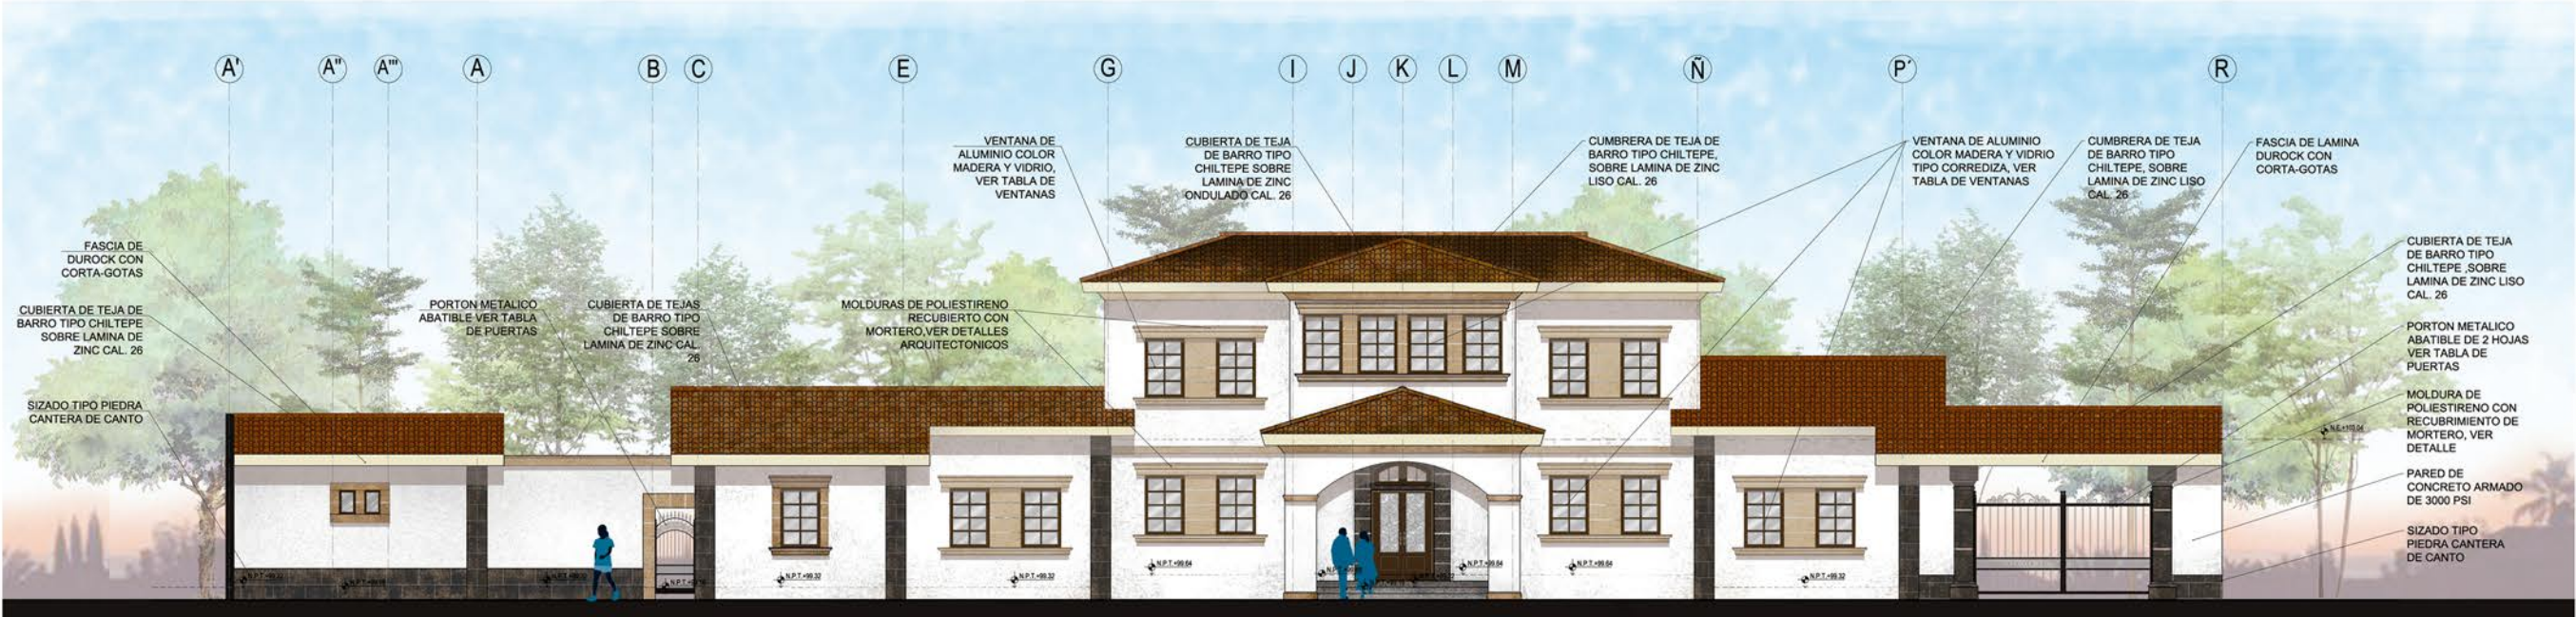 A'
A"
A"'
A
B
C
E
G
I
J
K
L
M
Ñ
P´
R
FASCIA DE
DUROCK CON
CORTA-GOTAS
CUBIERTA DE TEJA DE
BARRO TIPO CHILTEPE
SOBRE LAMINA DE
ZINC CAL. 26
SIZADO TIPO PIEDRA
CANTERA DE CANTO
PORTON METALICO
ABATIBLE VER TABLA
DE PUERTAS
CUBIERTA DE TEJAS
DE BARRO TIPO
CHILTEPE SOBRE
LAMINA DE ZINC CAL.
26
MOLDURAS DE POLIESTIRENO
RECUBIERTO CON
MORTERO,VER DETALLES
ARQUITECTONICOS
VENTANA DE
ALUMINIO COLOR
MADERA Y VIDRIO,
VER TABLA DE
VENTANAS
CUBIERTA DE TEJA
DE BARRO TIPO
CHILTEPE SOBRE
LAMINA DE ZINC
ONDULADO CAL. 26
CUMBRERA DE TEJA DE
BARRO TIPO CHILTEPE,
SOBRE LAMINA DE ZINC
LISO CAL. 26
VENTANA DE ALUMINIO
COLOR MADERA Y VIDRIO
TIPO CORREDIZA, VER
TABLA DE VENTANAS
CUMBRERA DE TEJA
DE BARRO TIPO
CHILTEPE, SOBRE
LAMINA DE ZINC LISO
CAL. 26
FASCIA DE LAMINA
DUROCK CON
CORTA-GOTAS
CUBIERTA DE TEJA
DE BARRO TIPO
CHILTEPE ,SOBRE
LAMINA DE ZINC LISO
CAL. 26
PORTON METALICO
ABATIBLE DE 2 HOJAS
VER TABLA DE
PUERTAS
MOLDURA DE
POLIESTIRENO CON
RECUBRIMIENTO DE
MORTERO, VER
DETALLE
PARED DE
CONCRETO ARMADO
DE 3000 PSI
SIZADO TIPO
PIEDRA CANTERA
DE CANTO
N.P.T.+99.32
N.P.T.+99.32
N.P.T.+99.64
N.P.T.+99.64
N.P.T.+99.64
N.P.T.+99.32